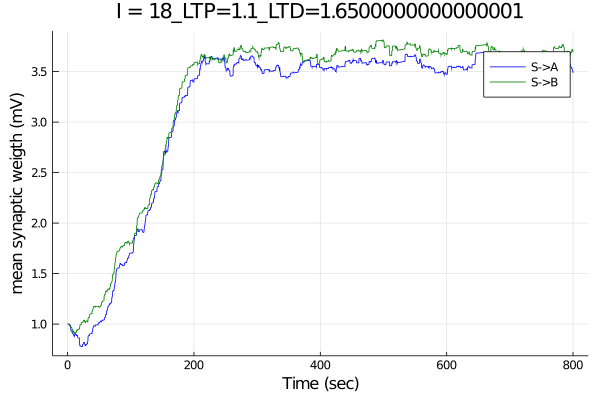 I = 18_LTP=1.1_LTD=1.6500000000000001
mean synaptic weigth (mV)
3.5
3.0
2.5
2.0
1.5
1.0
S->A
S->B
0
200
400
600
800
Time (sec)